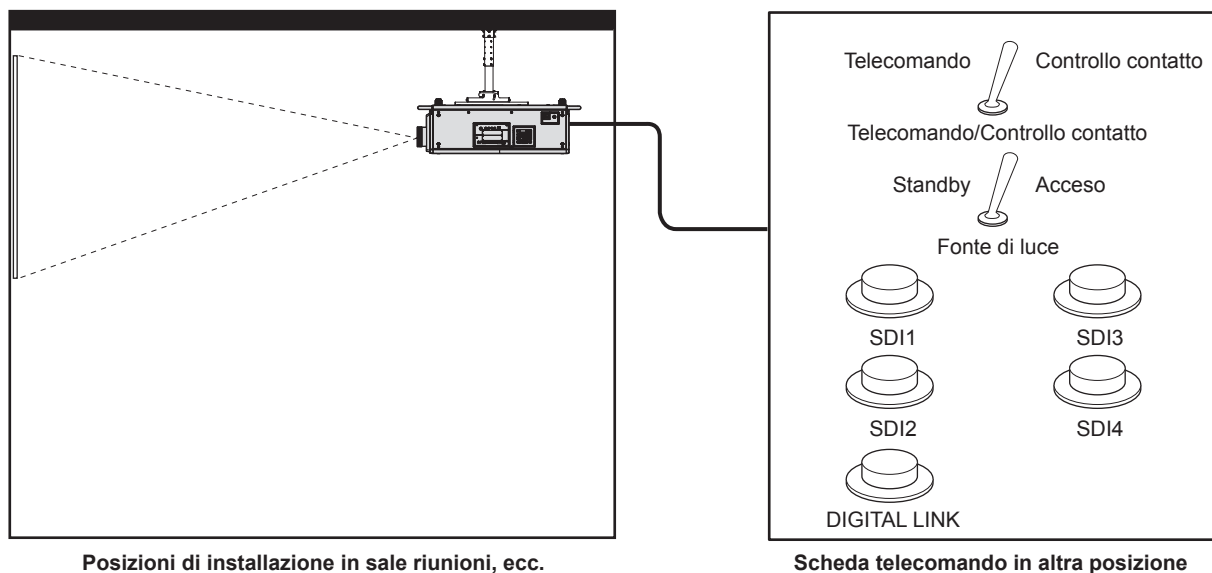 Telecomando Controllo contatto
Telecomando/Controllo contatto
Standby Acceso
Fonte di luce
SDI1 SDI3
SDI2 SDI4
DIGITAL LINK
Posizioni di installazione in sale riunioni, ecc.
Scheda telecomando in altra posizione